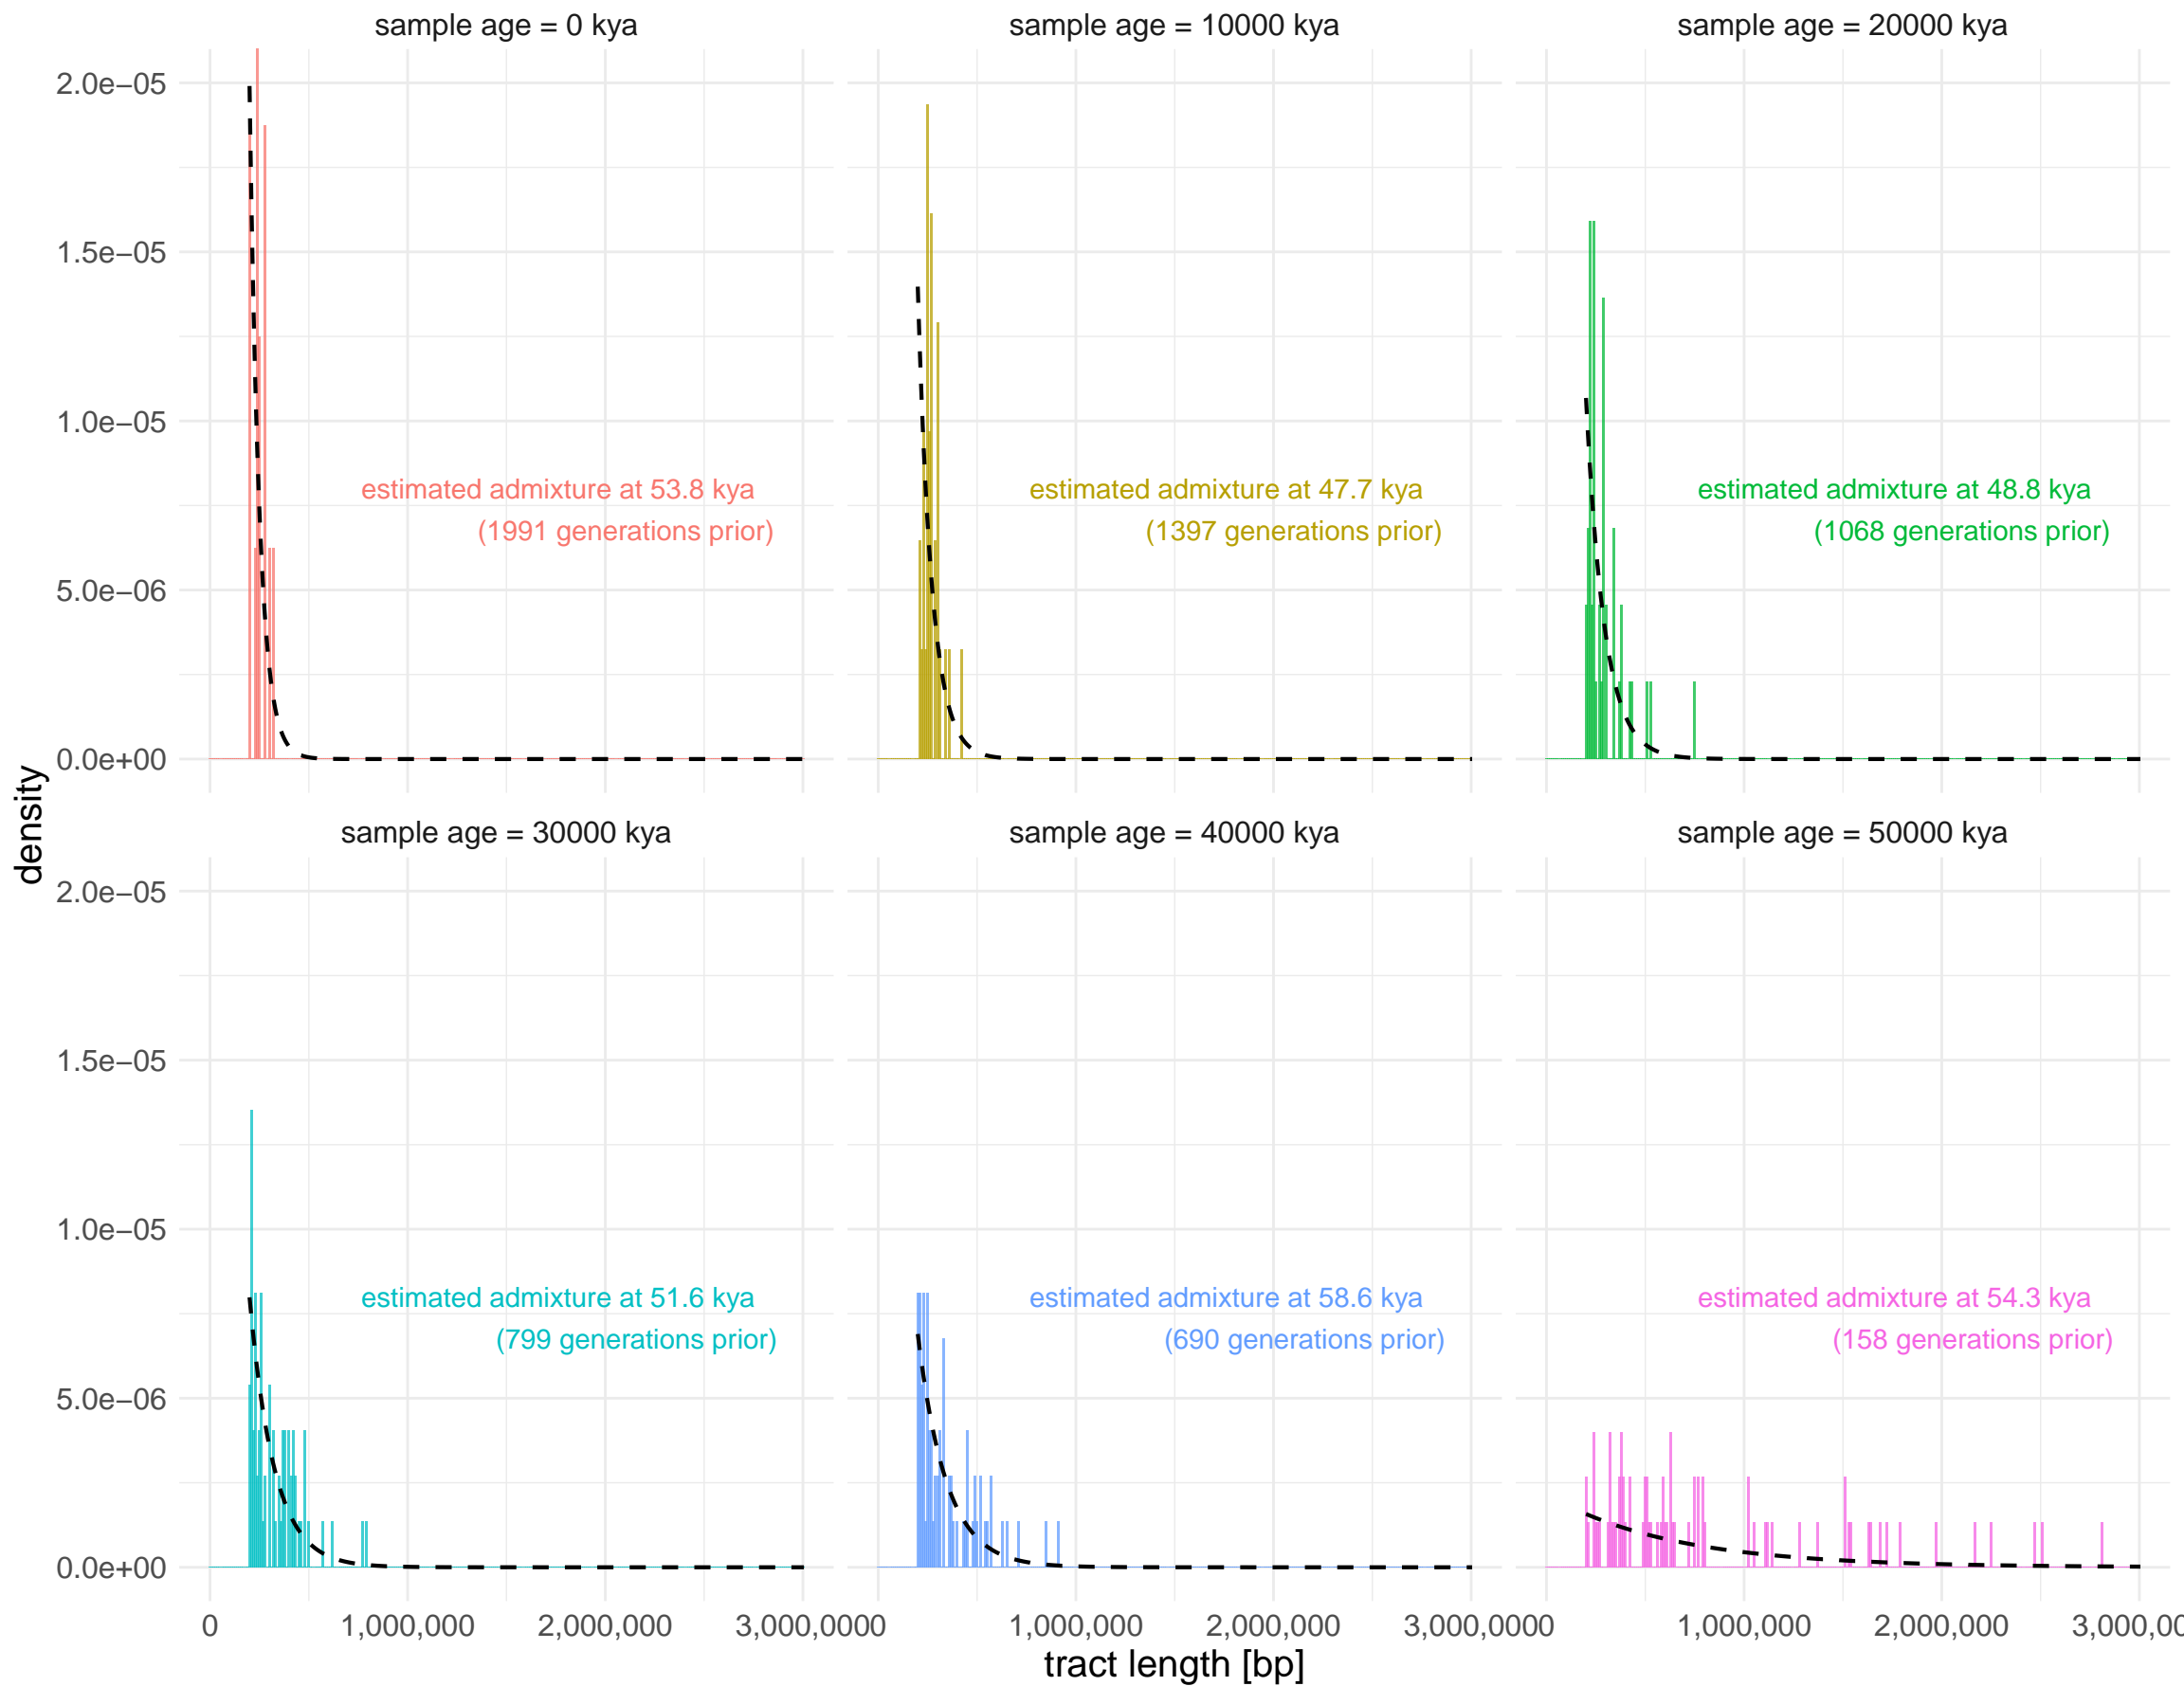 sample age = 0 kya
sample age = 10000 kya
sample age = 20000 kya
2.0e−05
1.5e−05
1.0e−05
5.0e−06
0.0e+00
estimated admixture at 53.8 kya
(1991 generations prior)
estimated admixture at 47.7 kya
(1397 generations prior)
estimated admixture at 48.8 kya
(1068 generations prior)
density
sample age = 30000 kya
sample age = 40000 kya
sample age = 50000 kya
2.0e−05
1.5e−05
1.0e−05
5.0e−06
0.0e+00
estimated admixture at 51.6 kya
(799 generations prior)
estimated admixture at 58.6 kya
(690 generations prior)
estimated admixture at 54.3 kya
(158 generations prior)
0 1,000,000 2,000,000 3,000,0000 1,000,000 2,000,000 3,000,0000 1,000,000 2,000,000 3,000,00
tract length [bp]